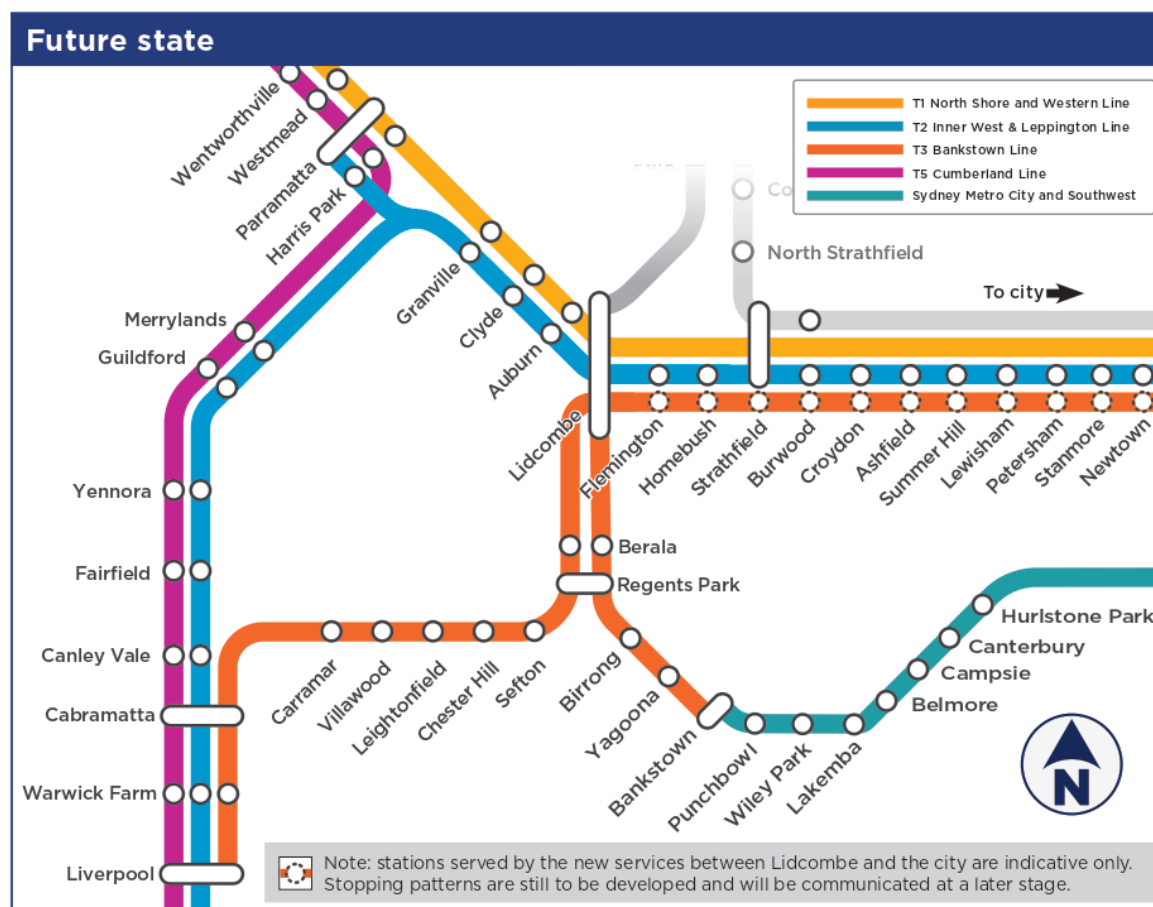 Future state
T1 North Shore and Western Line
T2 Inner West & Leppington Line
T3 Bankstown Line
T5 Cumberland Line
Sydney Metro City and Southwest
Wentworthville
Westmead
Parramatta
Harris Park
North Strathfield
To city
Merrylands
Guildford
Granville
Clyde
Auburn
Lidcombe
Flemington
Homebush
Strathfield
Burwood
Croydon
Ashfield
Summer Hill
Lewisham
Petersham
Stanmore
Newtown
Yennora
Fairfield
Canley Vale
Cabramatta
Warwick Farm
Liverpool
Berala
Regents Park
Carramar
Villawood
Leightonfield
Chester Hill
Sefton
Birrong
Yagoona
Bankstown
Punchbowl
Wiley Park
Lakemba
Belmore
Campsie
Canterbury
Hurlstone Park
N
Note: stations served by the new services between Lidcombe and the city are indicative only.
Stopping patterns are still to be developed and will be communicated at a later stage.